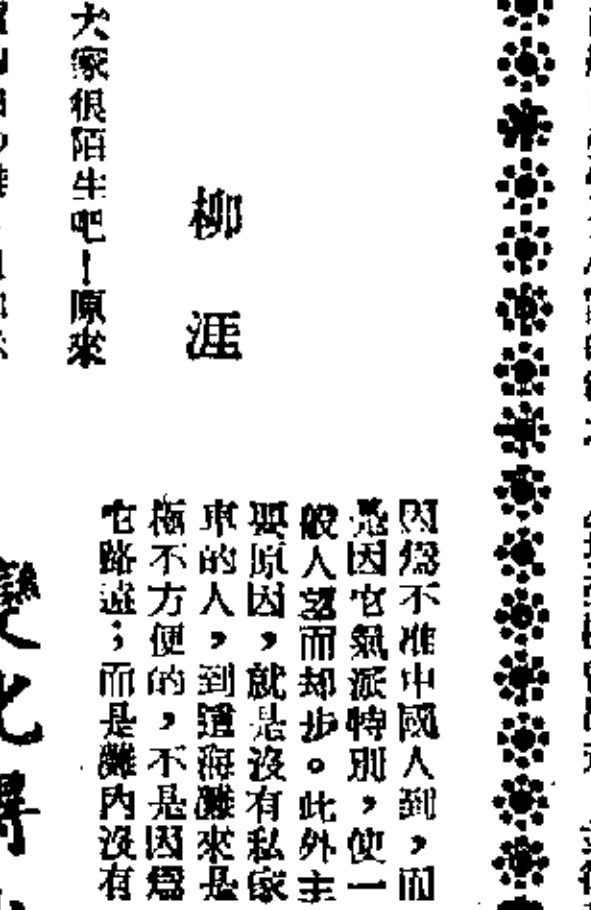 因爲不准中國人到，而
是因它氣派特別，使一
般人望而却步。此外主
要原因，就是沒有私家
車的人，到這海灘來是
極不方便的，不是因爲
它路遠；而是灘內沒有
柳涯
大家很陌生吧！原來
變化